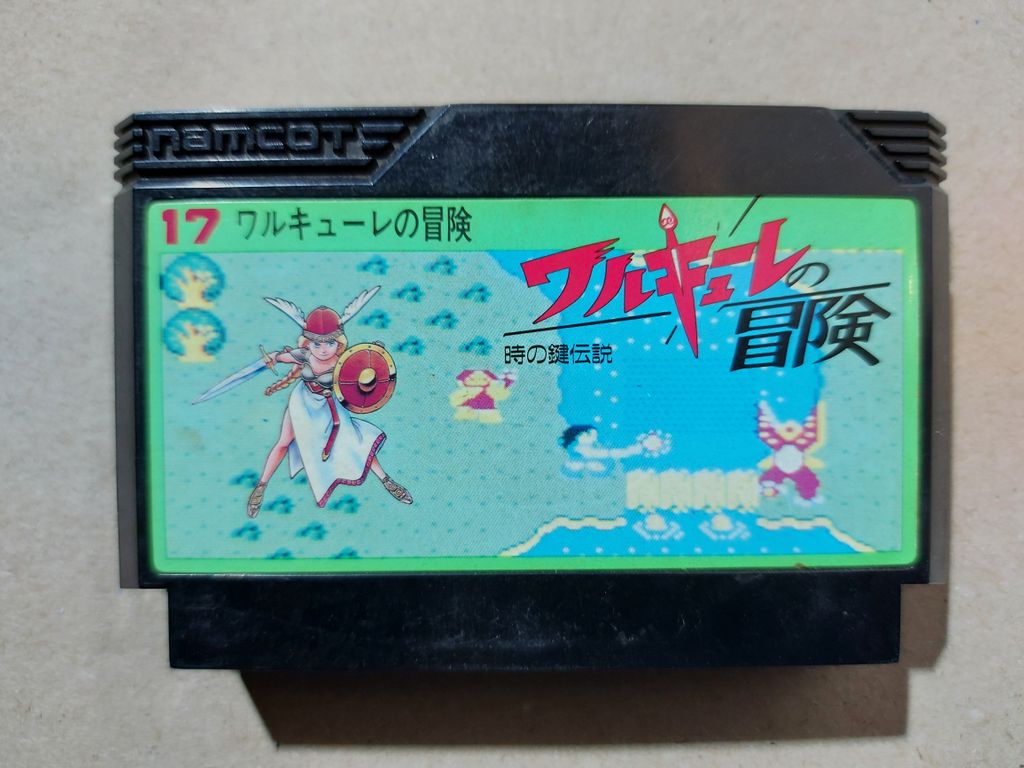 namcot
17 ワルキューレの冒険
ワルキューレの
冒険
時の鍵伝説